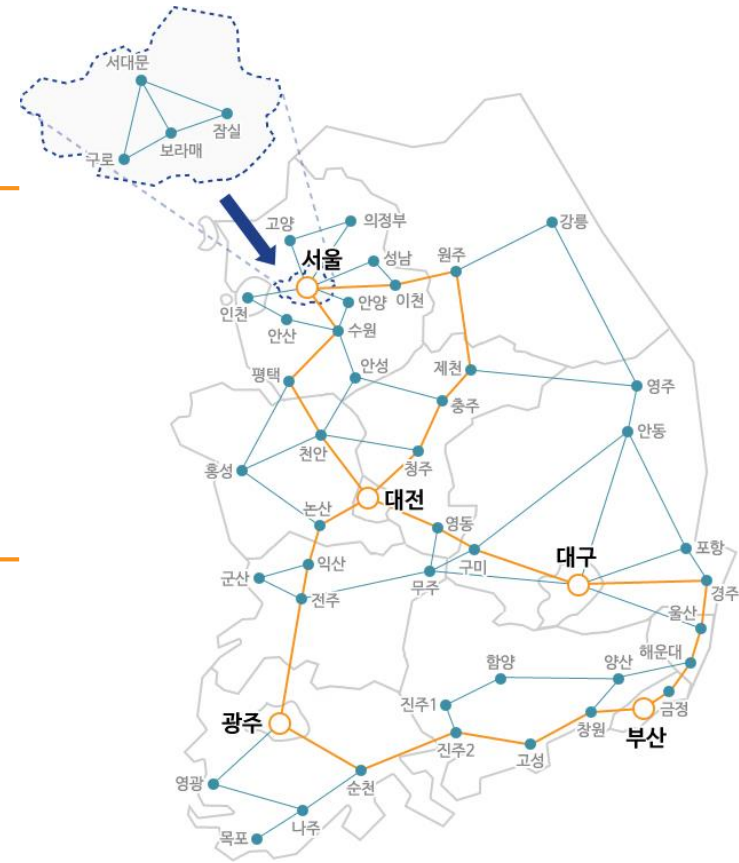 서대문
잠실
보라매
구로
고양
의정부
강릉
서울
성남
원주
인천
안양
이천
안산
수원
평택
안성
제천
영주
충주
안동
천안
청주
홍성
대전
논산
영동
구미
대구
포항
익산
군산
무주
경주
전주
울산
해운대
함양
양산
진주1
금정
광주
창원
부산
진주2
고성
영광
순천
나주
목포